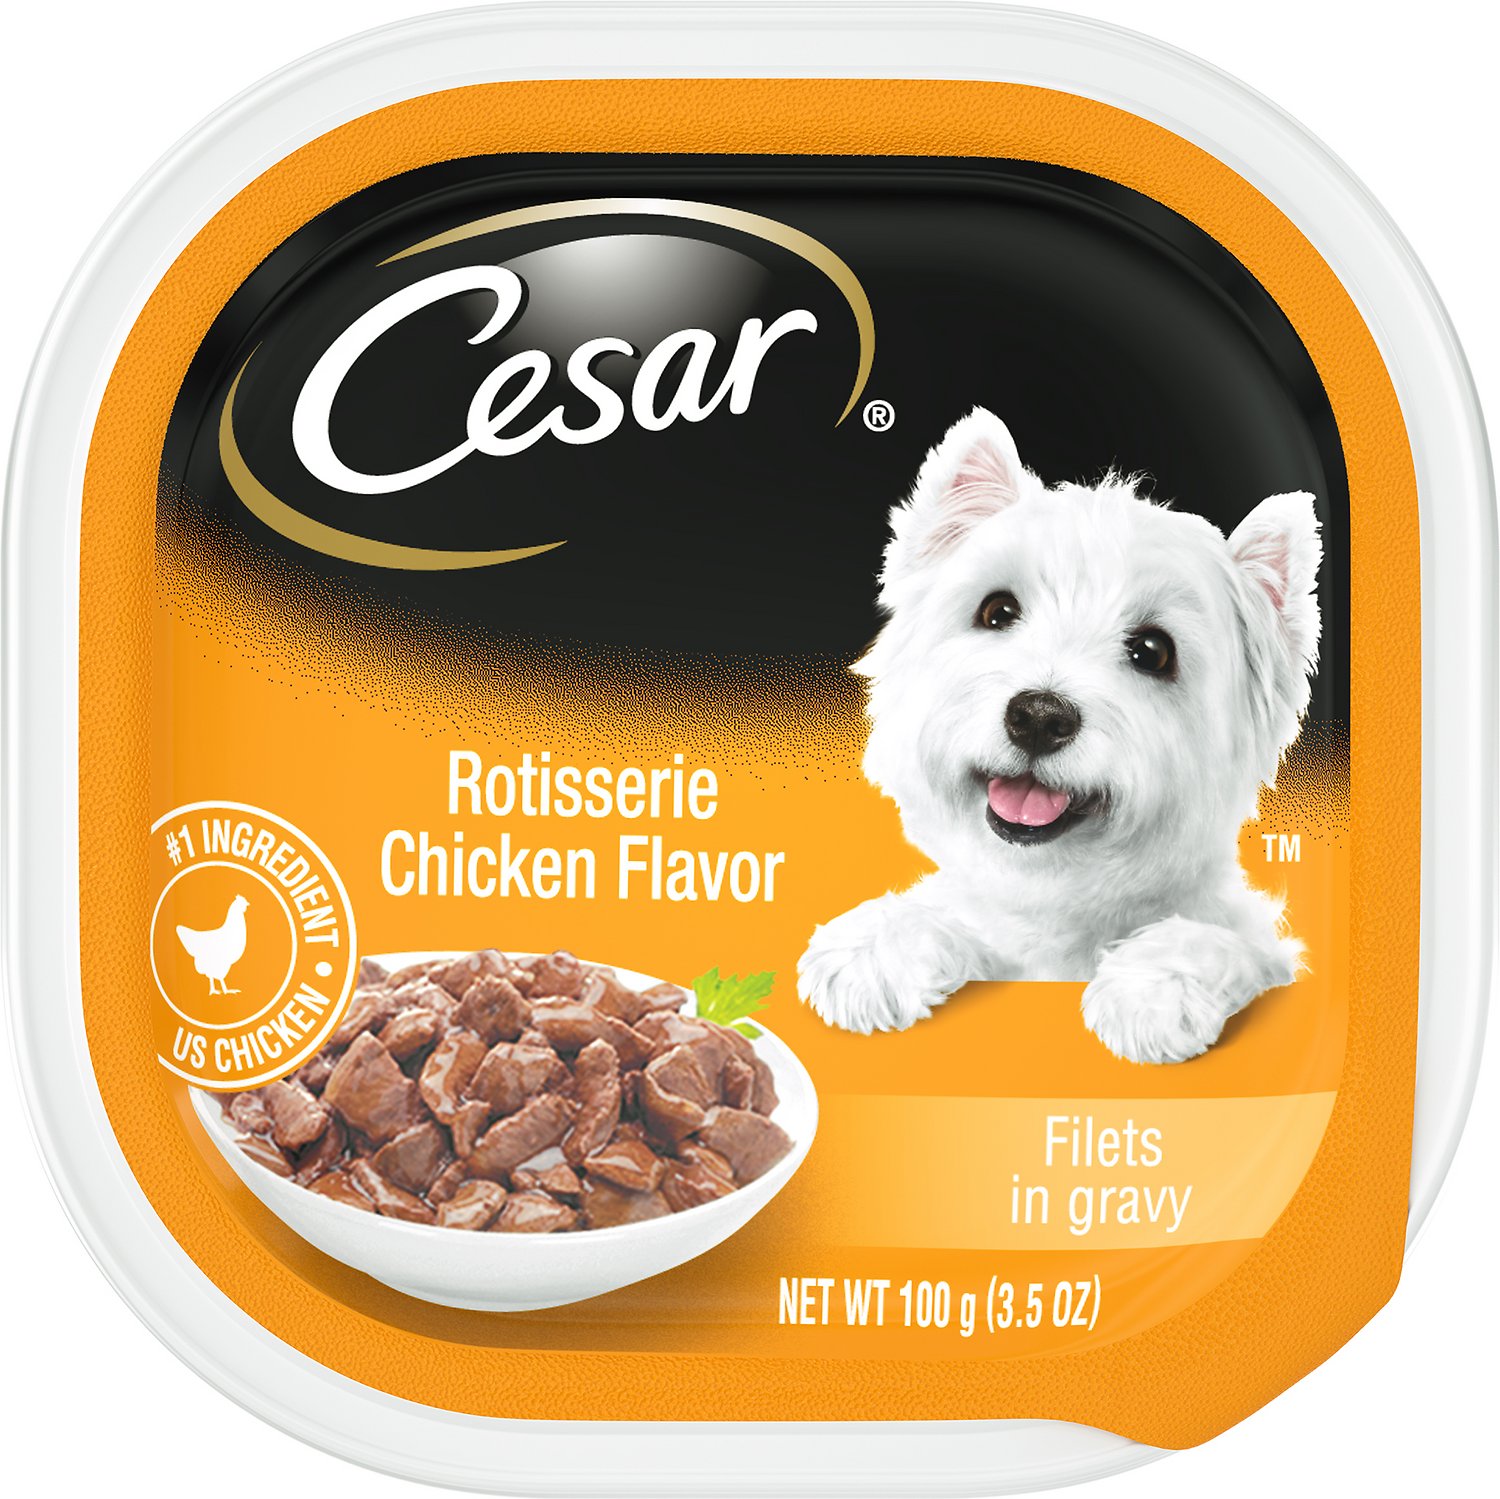 Cesar®
Rotisserie
Chicken Flavor
#1 INGREDIENT •
US CHICKEN
TM
Filets
in gravy
NET WT 100 g (3.5 OZ)